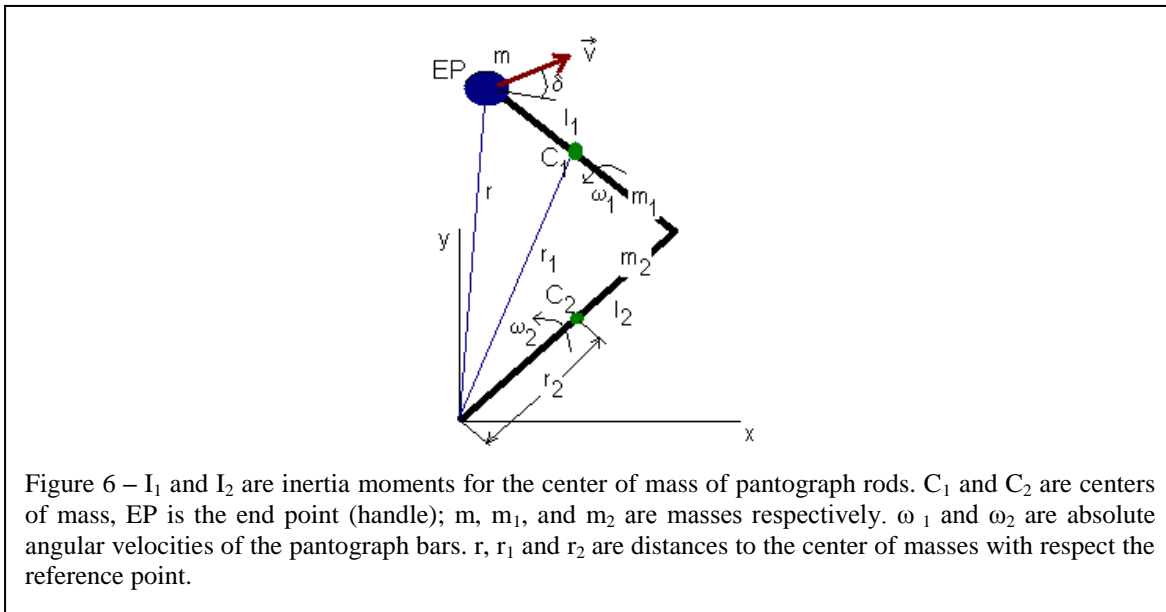 m
v
EP
δ
I₁
C₁
ω₁
m₁
r
y
r₁
m₂
C₂
I₂
ω₂
r₂
x
Figure 6 – I₁ and I₂ are inertia moments for the center of mass of pantograph rods. C₁ and C₂ are centers
of mass, EP is the end point (handle); m, m₁, and m₂ are masses respectively. ω ₁ and ω₂ are absolute
angular velocities of the pantograph bars. r, r₁ and r₂ are distances to the center of masses with respect the
reference point.